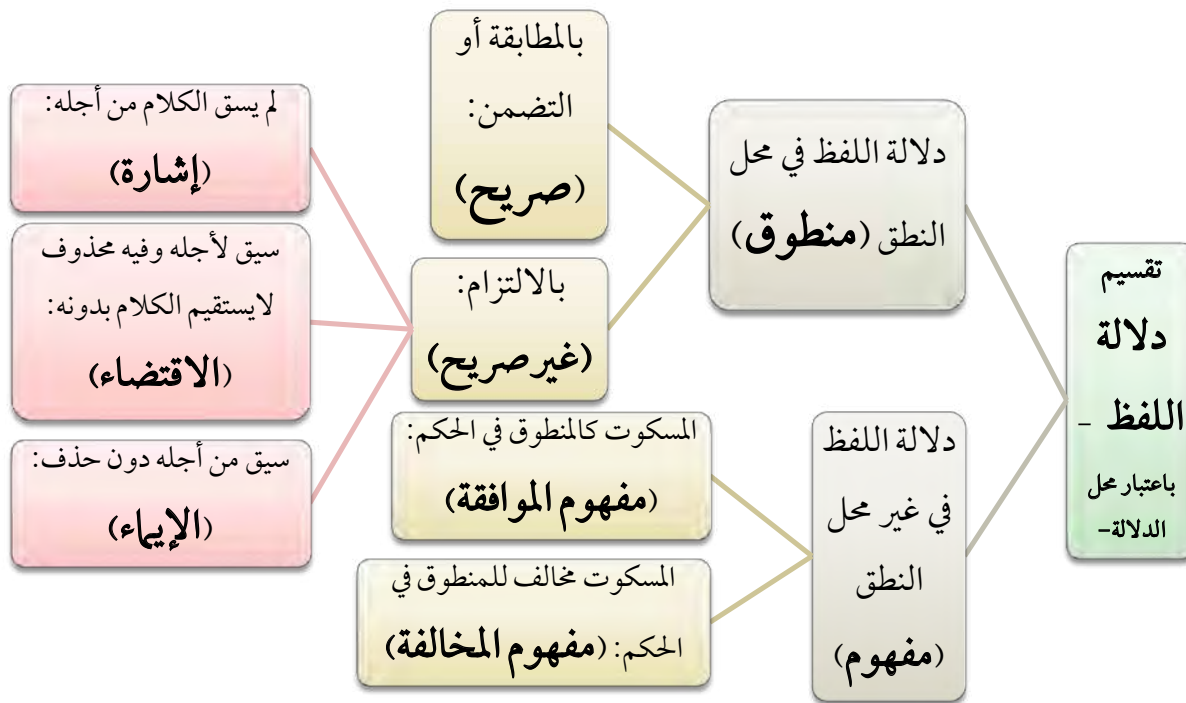 تقسيم
دلالة
اللفظ -
باعتبار محل
الدلالة-
دلالة اللفظ في محل
النطق (منطوق)
بالمطابقة أو
التضمن:
(صريح)
بالالتزام:
(غير صريح)
لم يسق الكلام من أجله:
(إشارة)
سيق لأجله وفيه محذوف
لايستقيم الكلام بدونه:
(الاقتضاء)
سيق من أجله دون حذف:
(الإيماء)
دلالة اللفظ
في غير محل
النطق
(مفهوم)
المسكوت كالمنطوق في الحكم:
(مفهوم الموافقة)
المسكوت مخالف للمنطوق في
الحكم: (مفهوم المخالفة)